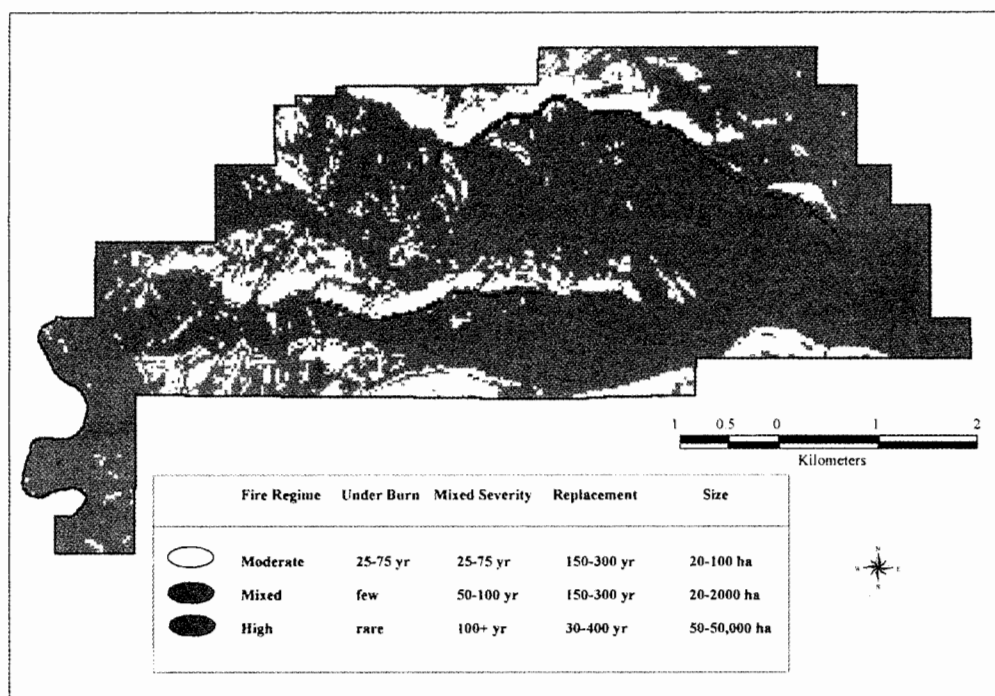 1 0.5 0 1 2
Kilometers
Fire Regime Under Burn Mixed Severity Replacement Size
Moderate 25-75 yr 25-75 yr 150-300 yr 20-100 ha
Mixed few 50-100 yr 150-300 yr 20-2000 ha
High rare 100+ yr 30-400 yr 50-50,000 ha
N
W E